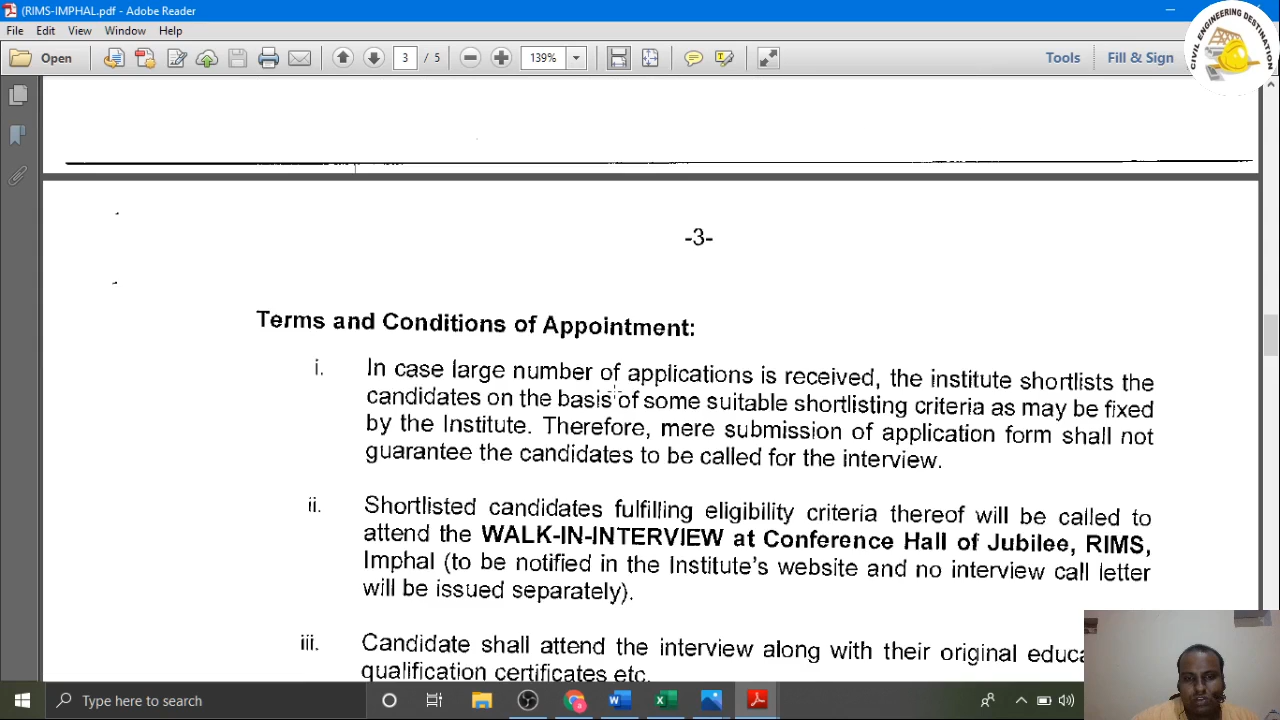 (RIMS-IMPHAL.pdf - Adobe Reader
File Edit View Window Help
Open 3 / 5 139% Tools Fill & Sign
CIVIL ENGINEERING DESTINATION
-3-
Terms and Conditions of Appointment:
i. In case large number of applications is received, the institute shortlists the
candidates on the basis of some suitable shortlisting criteria as may be fixed
by the Institute. Therefore, mere submission of application form shall not
guarantee the candidates to be called for the interview.
ii. Shortlisted candidates fulfilling eligibility criteria thereof will be called to
attend the WALK-IN-INTERVIEW at Conference Hall of Jubilee, RIMS,
Imphal (to be notified in the Institute's website and no interview call letter
will be issued separately).
iii. Candidate shall attend the interview along with their original educa
qualification certificates etc.
Type here to search